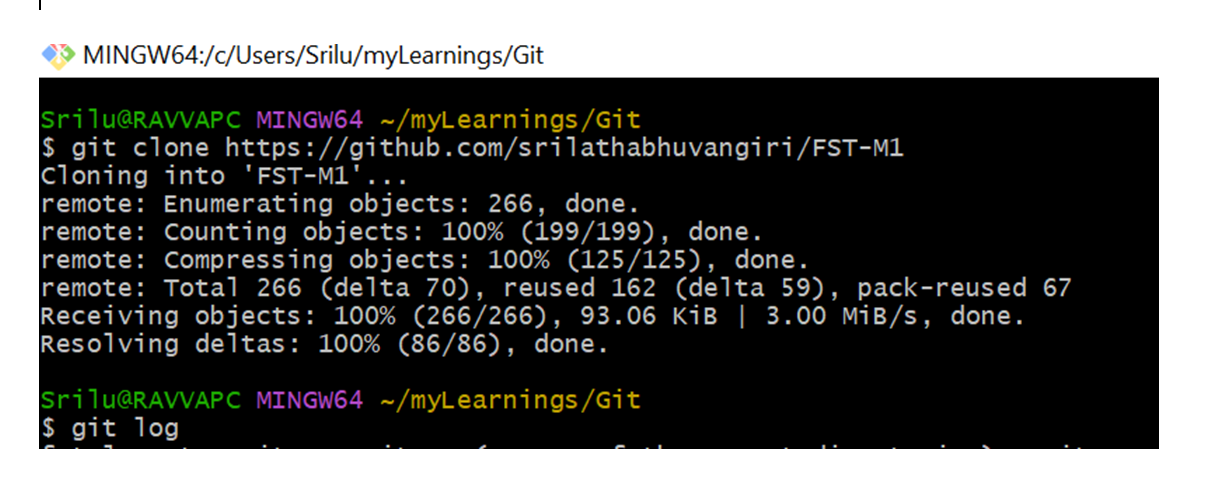 MINGW64:/c/Users/Srilu/myLearnings/Git
Srilu@RAVVAPC MINGW64 ~/myLearnings/Git
$ git clone https://github.com/srilathabhuvangiri/FST-M1
Cloning into 'FST-M1'...
remote: Enumerating objects: 266, done.
remote: Counting objects: 100% (199/199), done.
remote: Compressing objects: 100% (125/125), done.
remote: Total 266 (delta 70), reused 162 (delta 59), pack-reused 67
Receiving objects: 100% (266/266), 93.06 KiB | 3.00 MiB/s, done.
Resolving deltas: 100% (86/86), done.
Srilu@RAVVAPC MINGW64 ~/myLearnings/Git
$ git log